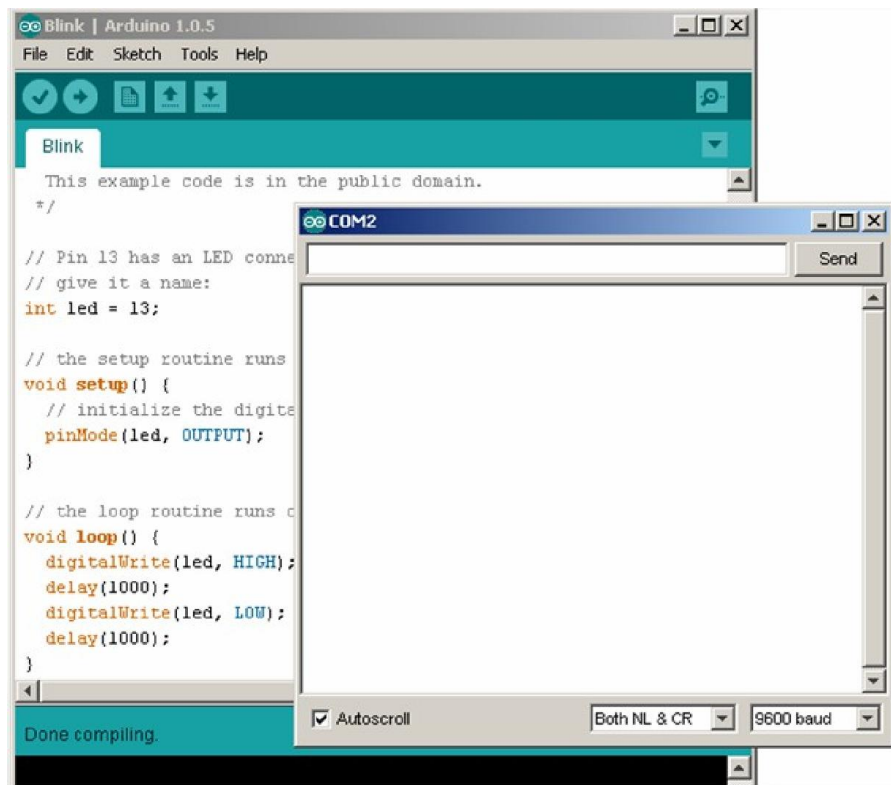 Blink | Arduino 1.0.5
File Edit Sketch Tools Help
Blink
This example code is in the public domain.
*/
// Pin 13 has an LED conne
// give it a name:
int led = 13;
// the setup routine runs
void setup() {
// initialize the digita
pinMode(led, OUTPUT);
}
// the loop routine runs o
void loop() {
digitalWrite(led, HIGH);
delay(1000);
digitalWrite(led, LOW);
delay(1000);
}
Done compiling.
COM2
Send
Autoscroll
Both NL & CR
9600 baud